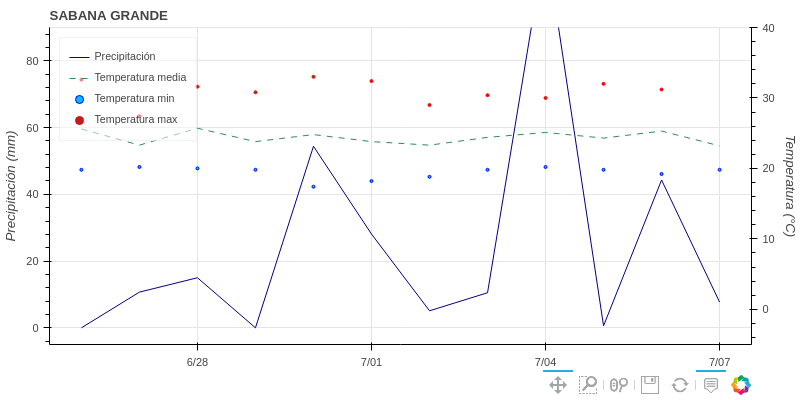 SABANA GRANDE
Precipitación
Temperatura media
Temperatura min
Temperatura max
Precipitación (mm)
80
60
40
20
0
Temperatura (°C)
40
30
20
10
0
6/28
7/01
7/04
7/07